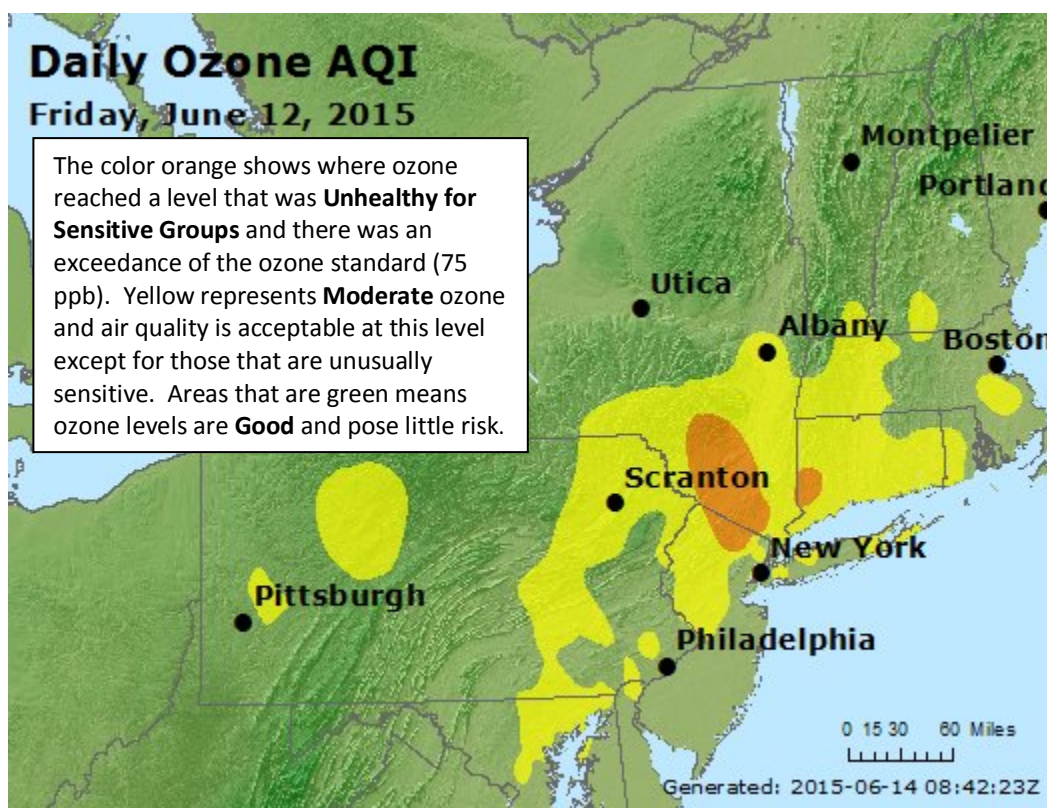 Daily Ozone AQI
Friday, June 12, 2015
The color orange shows where ozone
reached a level that was Unhealthy for
Sensitive Groups and there was an
exceedance of the ozone standard (75
ppb). Yellow represents Moderate ozone
and air quality is acceptable at this level
except for those that are unusually
sensitive. Areas that are green means
ozone levels are Good and pose little risk.
Montpelier
Portland
Utica
Albany
Boston
Scranton
New York
Pittsburgh
Philadelphia
0 15 30 60 Miles
Generated: 2015-06-14 08:42:23Z